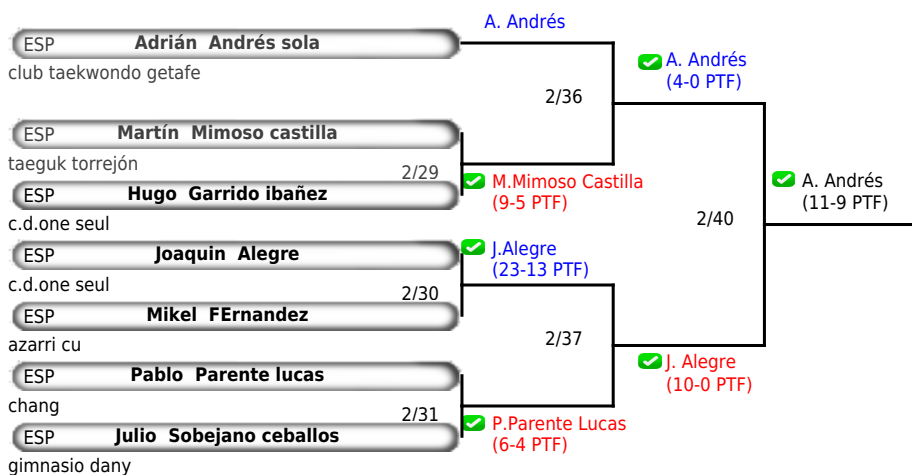 A. Andrés
ESP Adrián Andrés sola
club taekwondo getafe
A. Andrés
(4-0 PTF)
2/36
ESP Martín Mimoso castilla
taeguk torrejón
2/29
M.Mimoso Castilla
(9-5 PTF)
ESP Hugo Garrido ibañez
c.d.one seul
A. Andrés
(11-9 PTF)
2/40
ESP Joaquin Alegre
c.d.one seul
J.Alegre
(23-13 PTF)
2/30
ESP Mikel FErnandez
azarri cu
2/37
ESP Pablo Parente lucas
chang
J. Alegre
(10-0 PTF)
2/31
P.Parente Lucas
(6-4 PTF)
ESP Julio Sobejano ceballos
gimnasio dany